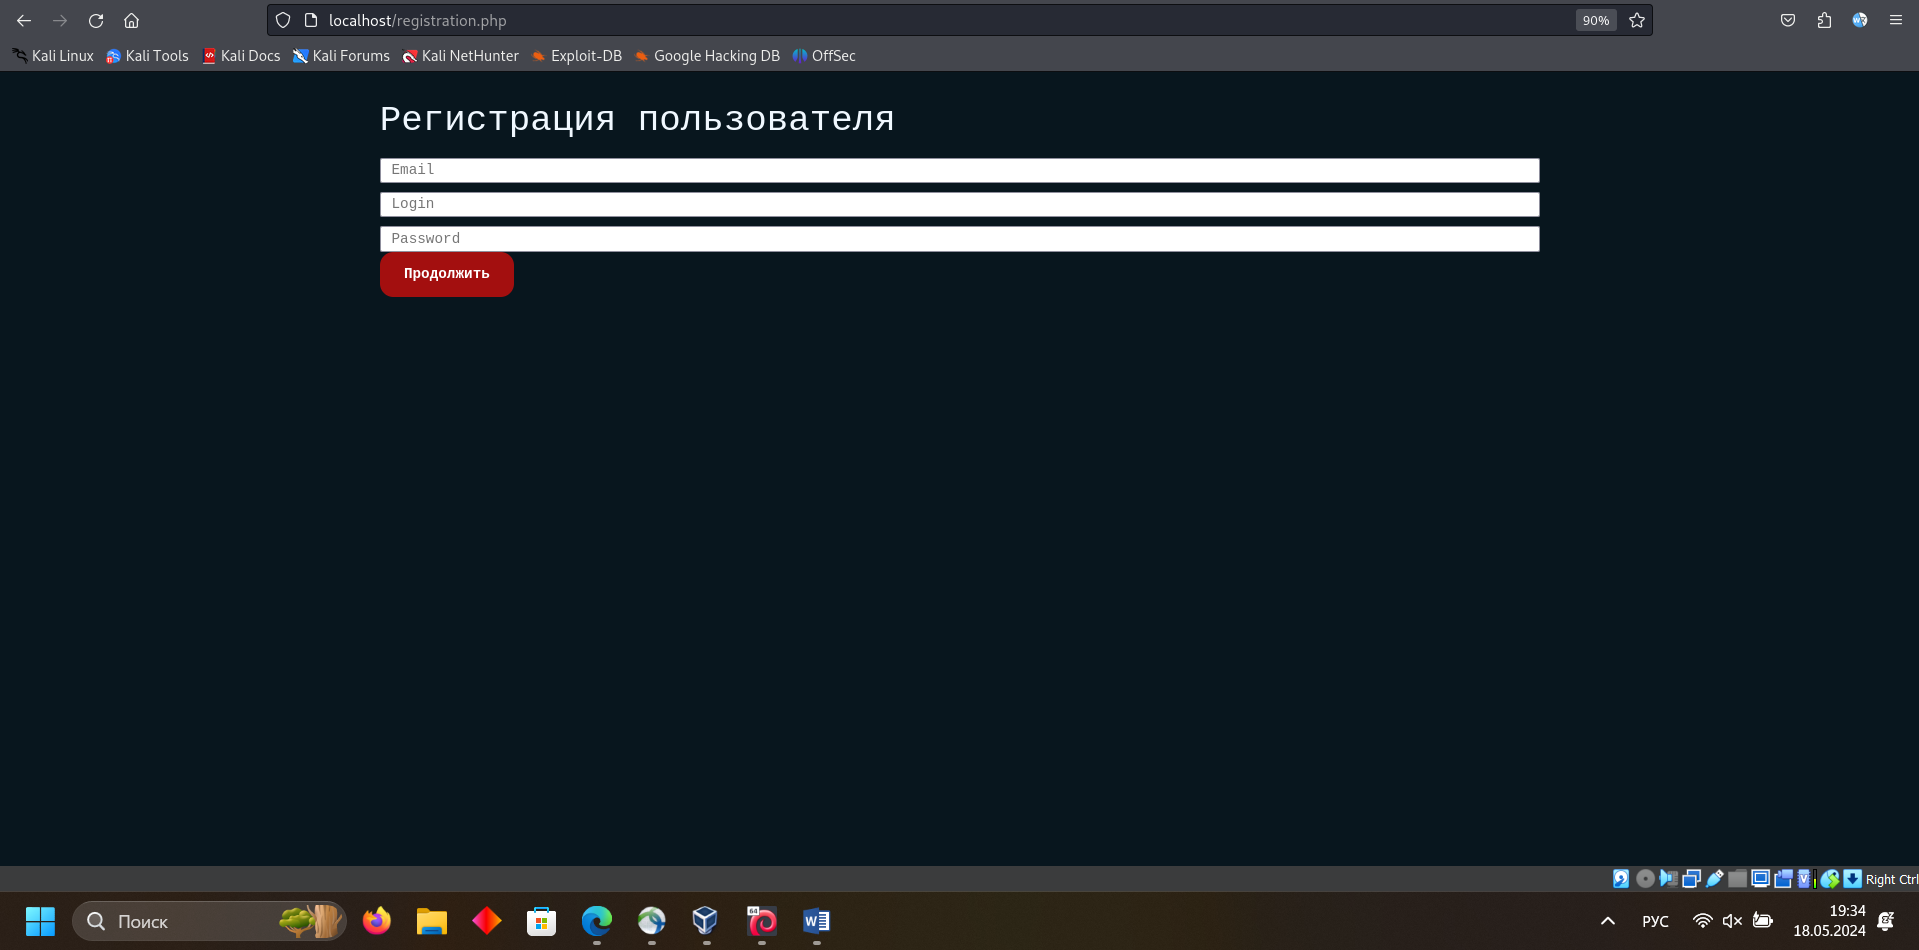 localhost/registration.php
90%
Kali Linux Kali Tools Kali Docs Kali Forums Kali NetHunter Exploit-DB Google Hacking DB OffSec
Регистрация пользователя
Email
Login
Password
Продолжить
Right Ctrl
Поиск
64
РУС
19:34
18.05.2024